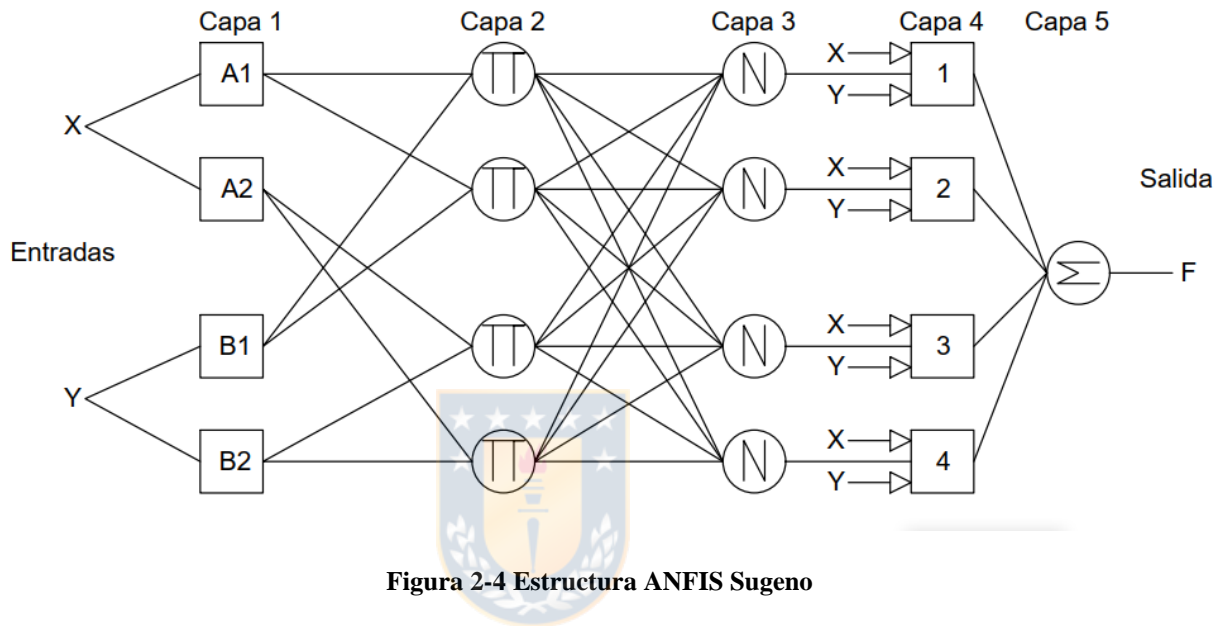 Capa 1 Capa 2 Capa 3 Capa 4 Capa 5
A1 ∏ N X 1
Y
X
A2 ∏ N X 2
Y
Salida
Entradas
Σ F
B1 ∏ N X 3
Y
Y
B2 ∏ N X 4
Y
Figura 2-4 Estructura ANFIS Sugeno